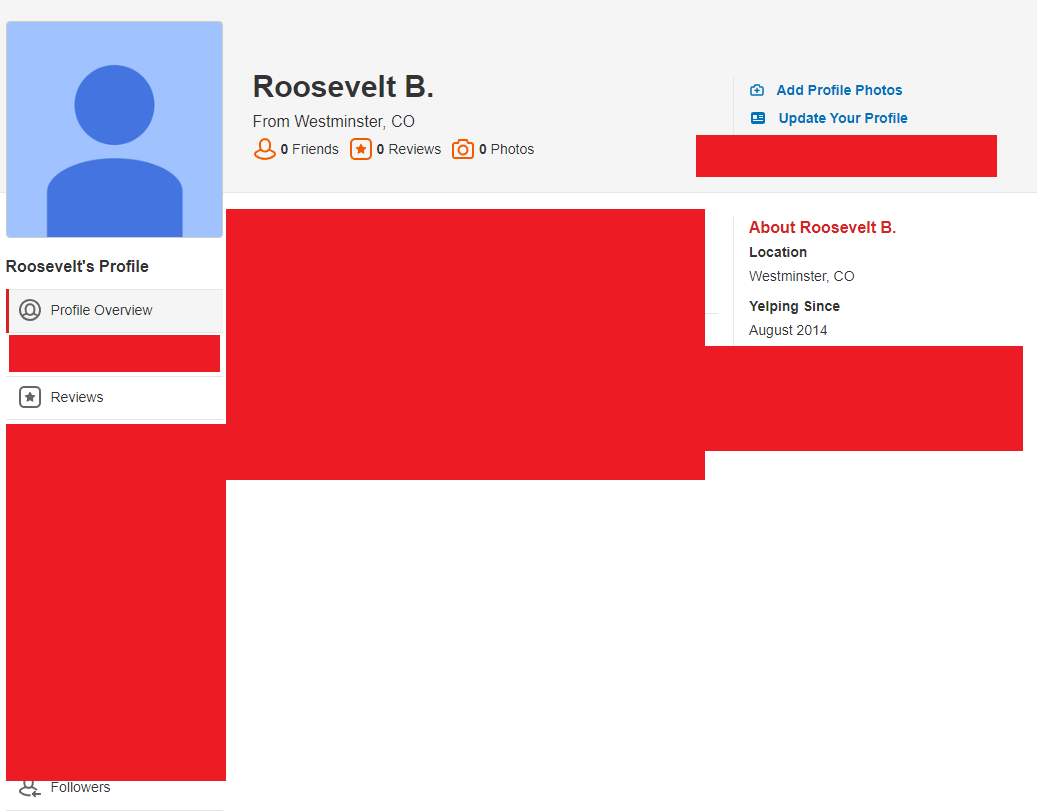 Roosevelt B.
From Westminster, CO
0 Friends 0 Reviews 0 Photos
Add Profile Photos
Update Your Profile
Roosevelt's Profile
Profile Overview
Reviews
Followers
About Roosevelt B.
Location
Westminster, CO
Yelping Since
August 2014